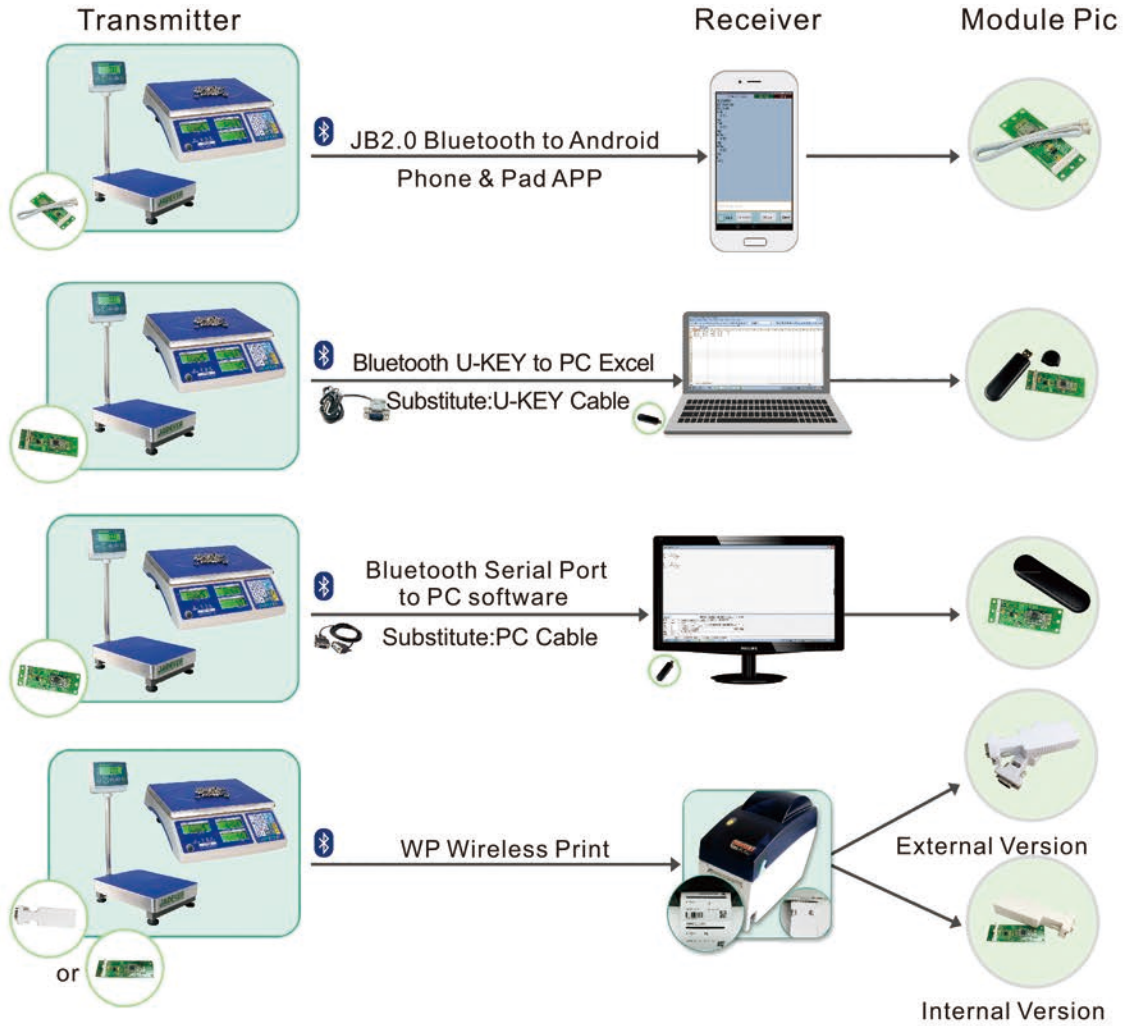 Transmitter
Receiver
Module Pic
JB2.0 Bluetooth to Android
Phone & Pad APP
Bluetooth U-KEY to PC Excel
Substitute:U-KEY Cable
Bluetooth Serial Port
to PC software
Substitute:PC Cable
WP Wireless Print
External Version
or
Internal Version